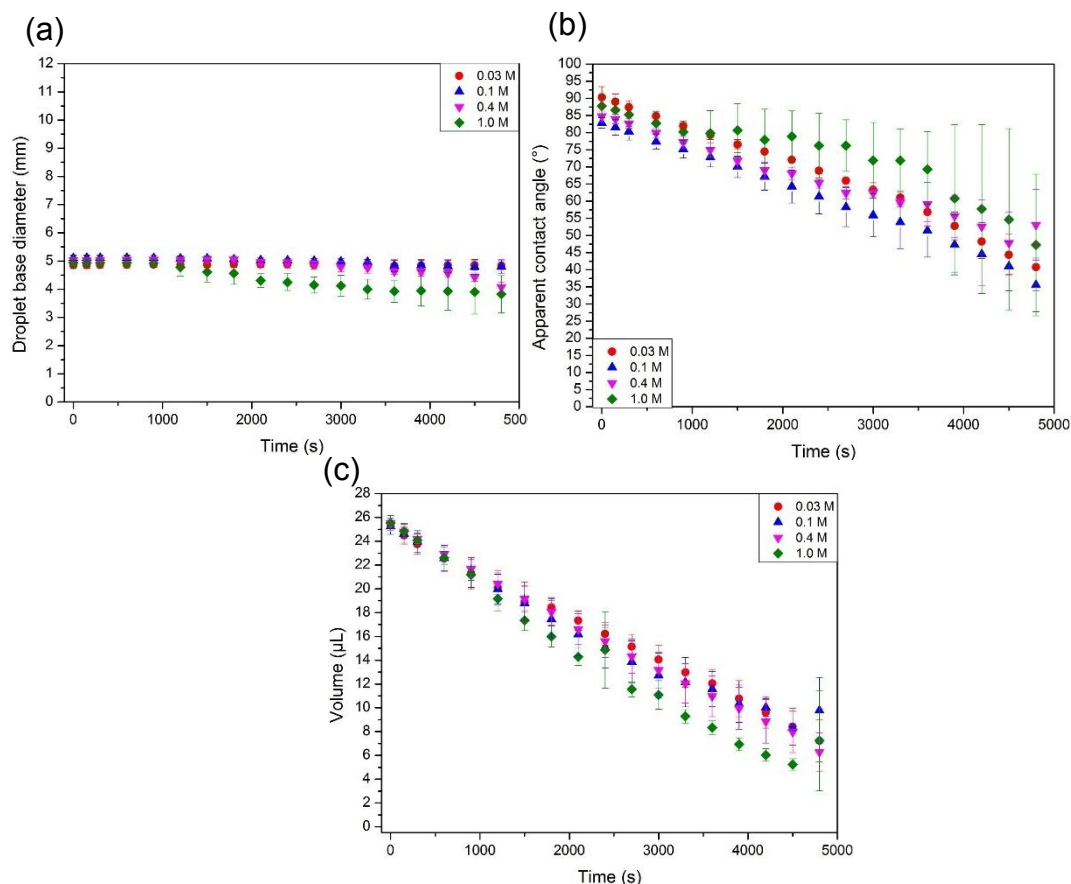 (a)
12
11
10
9
8
7
6
5
4
3
2
1
0
Droplet base diameter (mm)
0.03 M
0.1 M
0.4 M
1.0 M
0 1000 2000 3000 4000 500
Time (s)
(b)
100
95
90
85
80
75
70
65
60
55
50
45
40
35
30
25
20
15
10
5
0
Apparent contact angle (°)
0.03 M
0.1 M
0.4 M
1.0 M
0 1000 2000 3000 4000 5000
Time (s)
(c)
28
26
24
22
20
18
16
14
12
10
8
6
4
2
0
Volume (µL)
0.03 M
0.1 M
0.4 M
1.0 M
0 1000 2000 3000 4000 5000
Time (s)